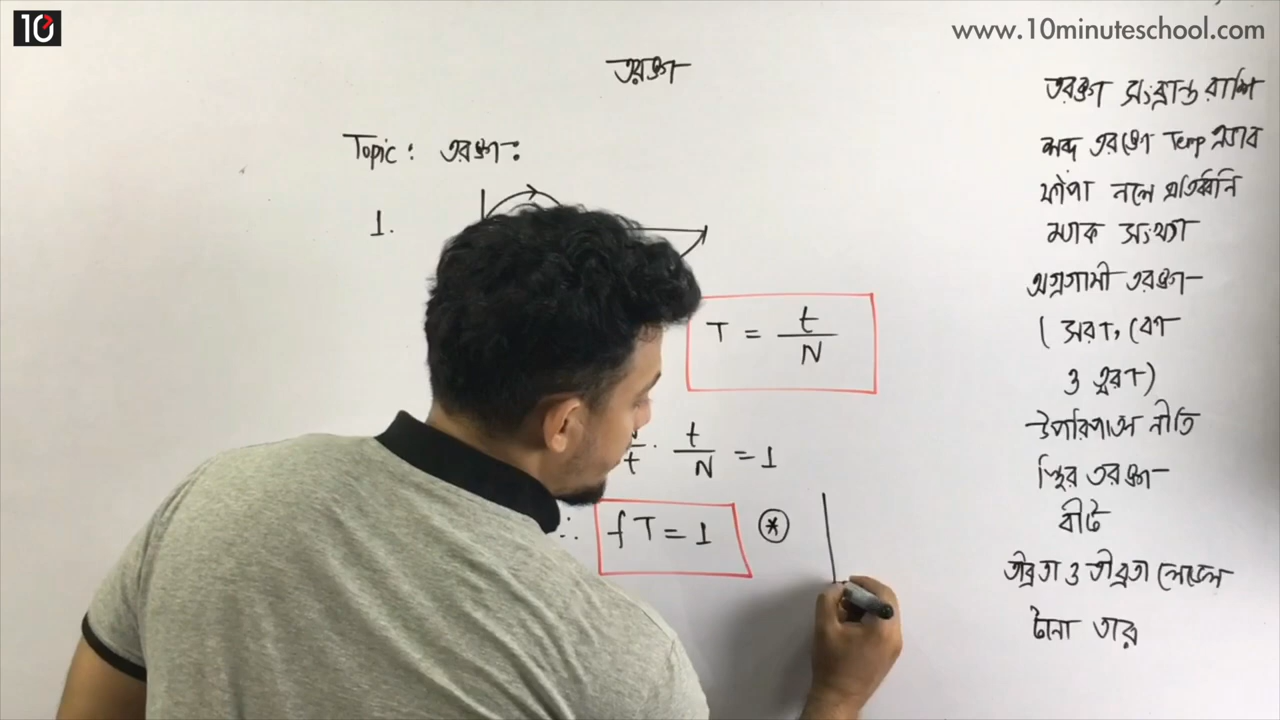 10
www.10minuteschool.com
তরঙ্গ
Topic: তরঙ্গ:
1.
T = t/N
t · t/N = 1
∴ fT = 1 *
তরঙ্গ সংক্রান্ত রাশি
শব্দ তরঙ্গে Temp প্রভাব
ফাঁপা নলে প্রতিধ্বনি
ম্যাক সংখ্যা
অগ্রগামী তরঙ্গ
(সরণ, বেগ
ও ত্বরণ)
উপরিপাতন নীতি
স্থির তরঙ্গ
বীট
তীব্রতা ও তীব্রতা লেভেল
টানা তার